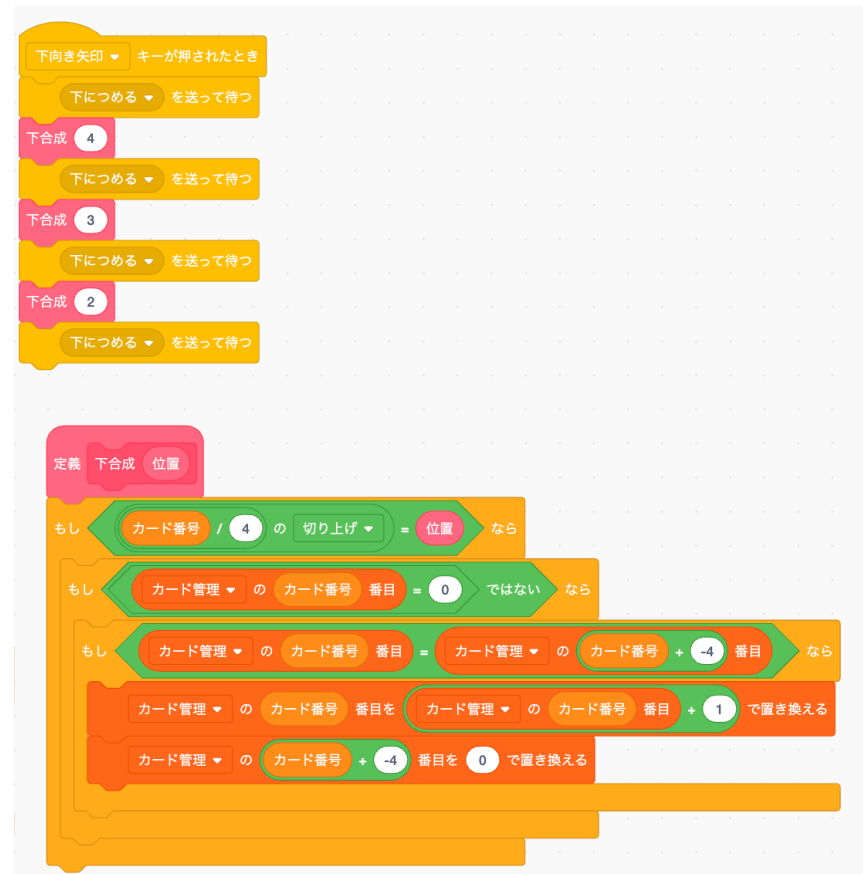 下向き矢印 キーが押されたとき
下につめる を送って待つ
下合成 4
下につめる を送って待つ
下合成 3
下につめる を送って待つ
下合成 2
下につめる を送って待つ
定義 下合成 位置
もし カード番号 / 4 の 切り上げ = 位置 なら
もし カード管理 の カード番号 番目 = 0 ではない なら
もし カード管理 の カード番号 番目 = カード管理 の カード番号 + -4 番目 なら
カード管理 の カード番号 番目を カード管理 の カード番号 番目 + 1 で置き換える
カード管理 の カード番号 + -4 番目を 0 で置き換える